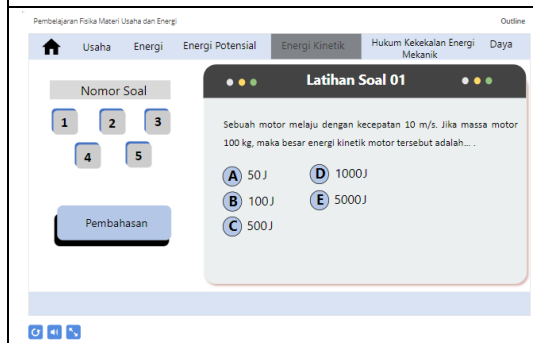 Pembelajaran Fisika Materi Usaha dan Energi
Outline
Usaha
Energi
Energi Potensial
Energi Kinetik
Hukum Kekekalan Energi
Mekanik
Daya
Nomor Soal
1
2
3
4
5
Pembahasan
Latihan Soal 01
Sebuah motor melaju dengan kecepatan 10 m/s. Jika massa motor
100 kg, maka besar energi kinetik motor tersebut adalah... .
A 50 J
B 100 J
C 500 J
D 1000 J
E 5000 J